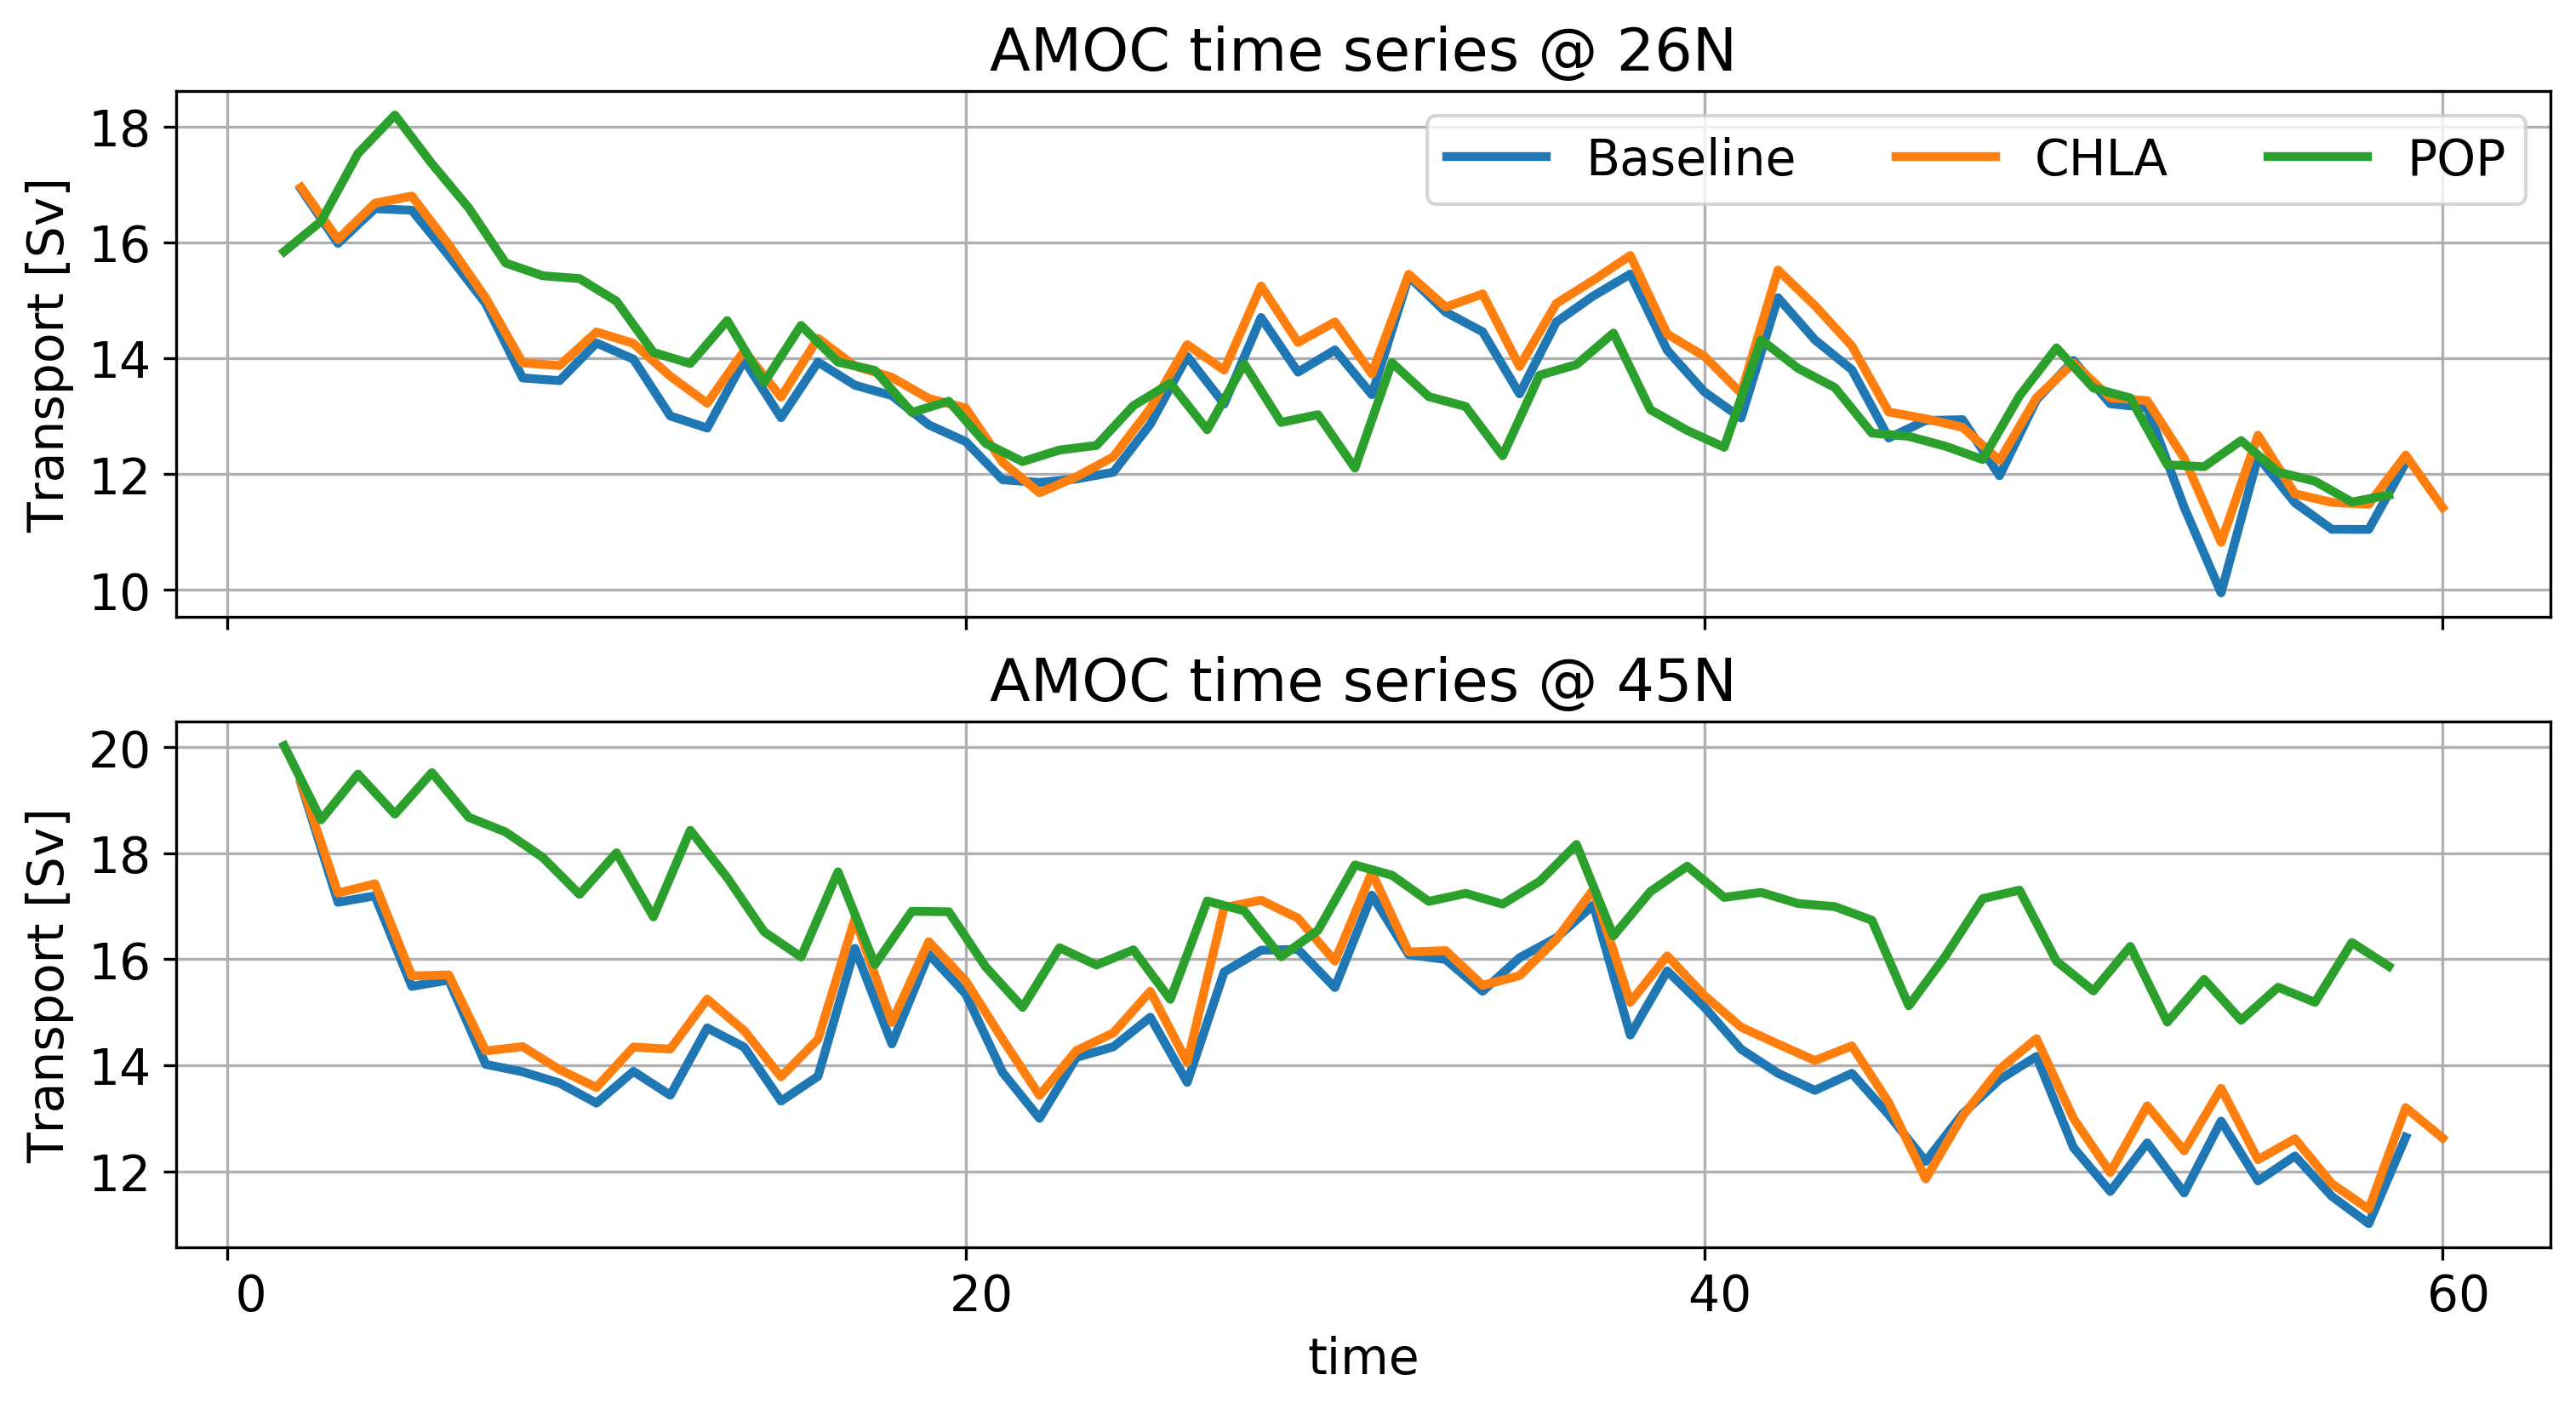 AMOC time series @ 26N
Transport [Sv]
18
16
14
12
10
Baseline CHLA POP
AMOC time series @ 45N
Transport [Sv]
20
18
16
14
12
0 20 40 60
time